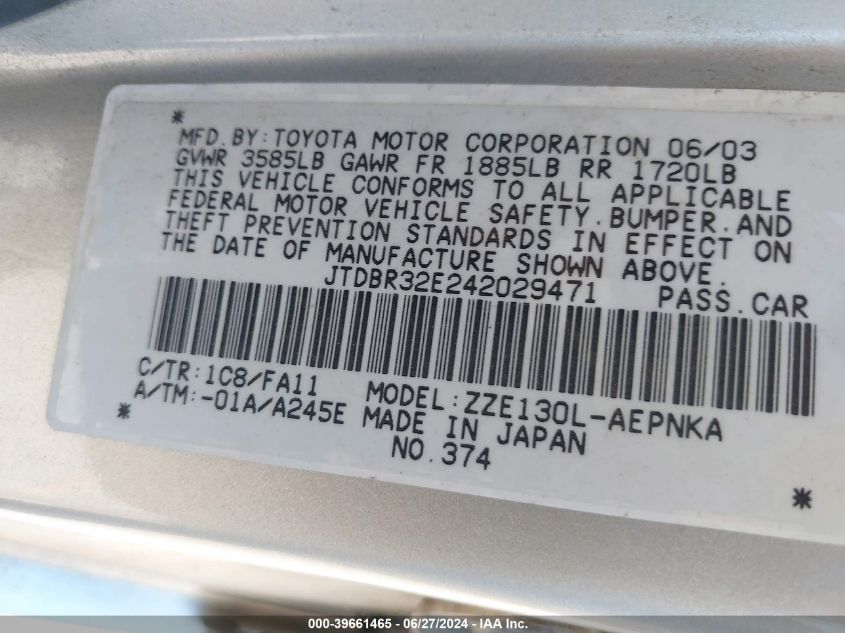 *
MFD.BY:TOYOTA MOTOR CORPORATION 06/03
GVWR 3585LB GAWR FR 1885LB RR 1720LB
THIS VEHICLE CONFORMS TO ALL APPLICABLE
FEDERAL MOTOR VEHICLE SAFETY.BUMPER.AND
THEFT PREVENTION STANDARDS IN EFFECT ON
THE DATE OF MANUFACTURE SHOWN ABOVE.
JTDBR32E242029471 PASS.CAR
C/TR:1C8/FA11 MODEL:ZZE130L-AEPNKA
A/TM:-01A/A245E MADE IN JAPAN
* NO.374 *
000-39661465 - 06/27/2024 - IAA Inc.